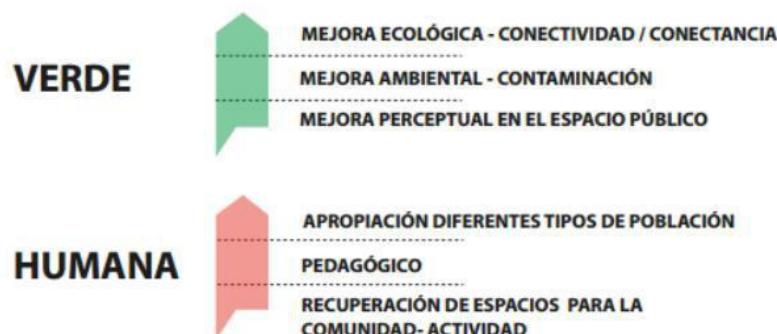 VERDE
MEJORA ECOLÓGICA - CONECTIVIDAD / CONECTANCIA
MEJORA AMBIENTAL - CONTAMINACIÓN
MEJORA PERCEPTUAL EN EL ESPACIO PÚBLICO
HUMANA
APROPIACIÓN DIFERENTES TIPOS DE POBLACIÓN
PEDAGÓGICO
RECUPERACIÓN DE ESPACIOS PARA LA
COMUNIDAD- ACTIVIDAD